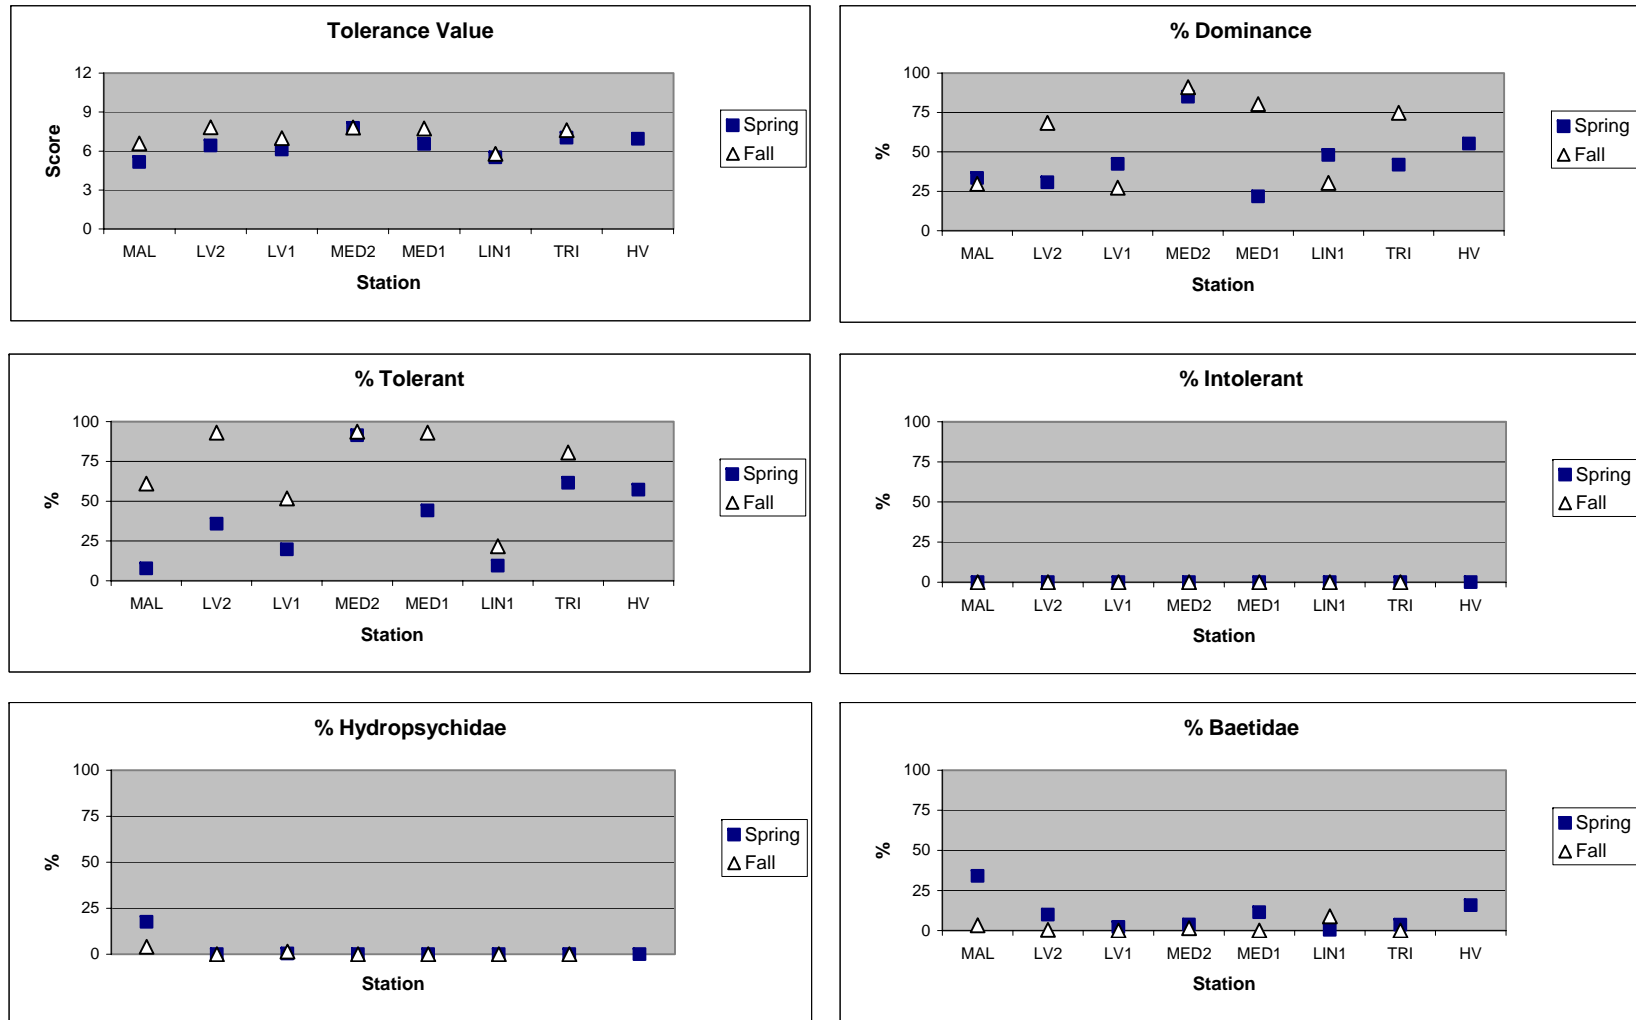 Tolerance Value
12
9
6
3
0
Score
MAL LV2 LV1 MED2 MED1 LIN1 TRI HV
Station
Spring
Fall
% Dominance
100
75
50
25
0
%
MAL LV2 LV1 MED2 MED1 LIN1 TRI HV
Station
Spring
Fall
% Tolerant
100
75
50
25
0
%
MAL LV2 LV1 MED2 MED1 LIN1 TRI HV
Station
Spring
Fall
% Intolerant
100
75
50
25
0
%
MAL LV2 LV1 MED2 MED1 LIN1 TRI HV
Station
Spring
Fall
% Hydropsychidae
100
75
50
25
0
%
Station
Spring
Fall
% Baetidae
100
75
50
25
0
%
MAL LV2 LV1 MED2 MED1 LIN1 TRI HV
Station
Spring
Fall